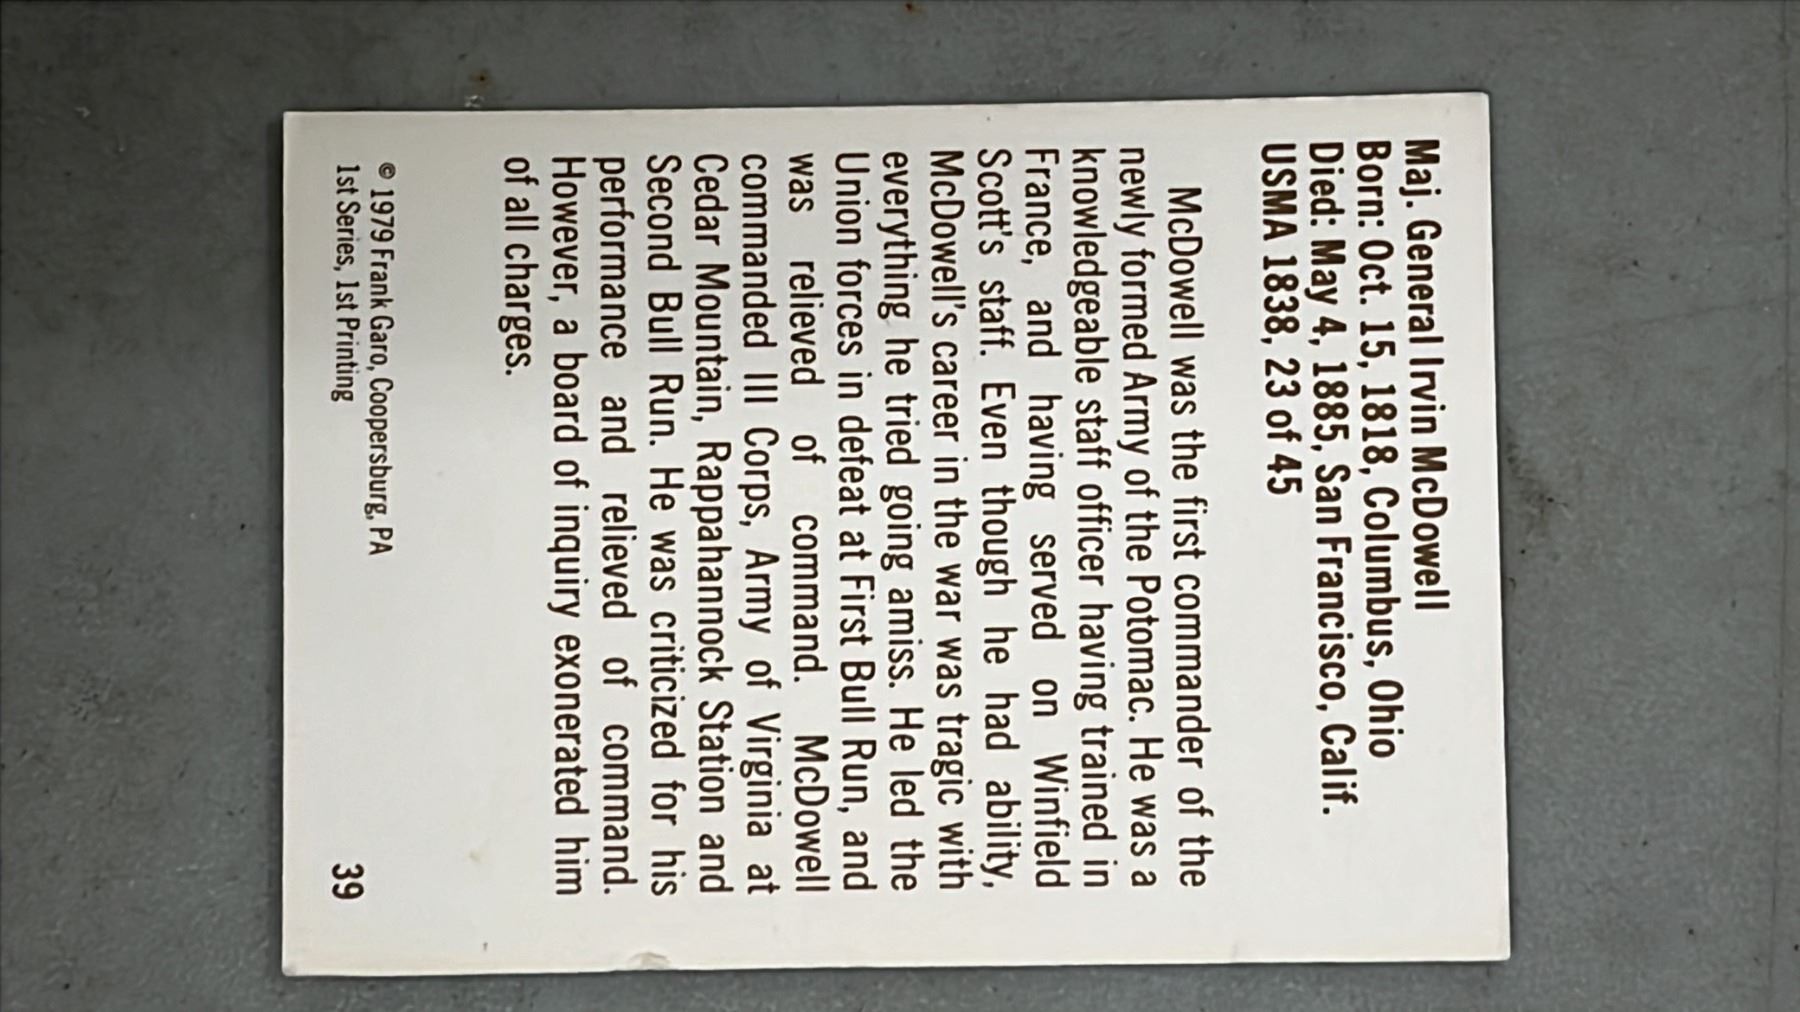 Maj. General Irvin McDowell
Born: Oct. 15, 1818, Columbus, Ohio
Died: May 4, 1885, San Francisco, Calif.
USMA 1838, 23 of 45
McDowell was the first commander of the
newly formed Army of the Potomac. He was a
knowledgeable staff officer having trained in
France, and having served on Winfield
Scott's staff. Even though he had ability,
McDowell's career in the war was tragic with
everything he tried going amiss. He led the
Union forces in defeat at First Bull Run, and
was relieved of command. McDowell
commanded III Corps, Army of Virginia at
Cedar Mountain, Rappahannock Station and
Second Bull Run. He was criticized for his
performance and relieved of command.
However, a board of inquiry exonerated him
of all charges.
© 1979 Frank Garo, Coopersburg, PA
1st Series, 1st Printing
39